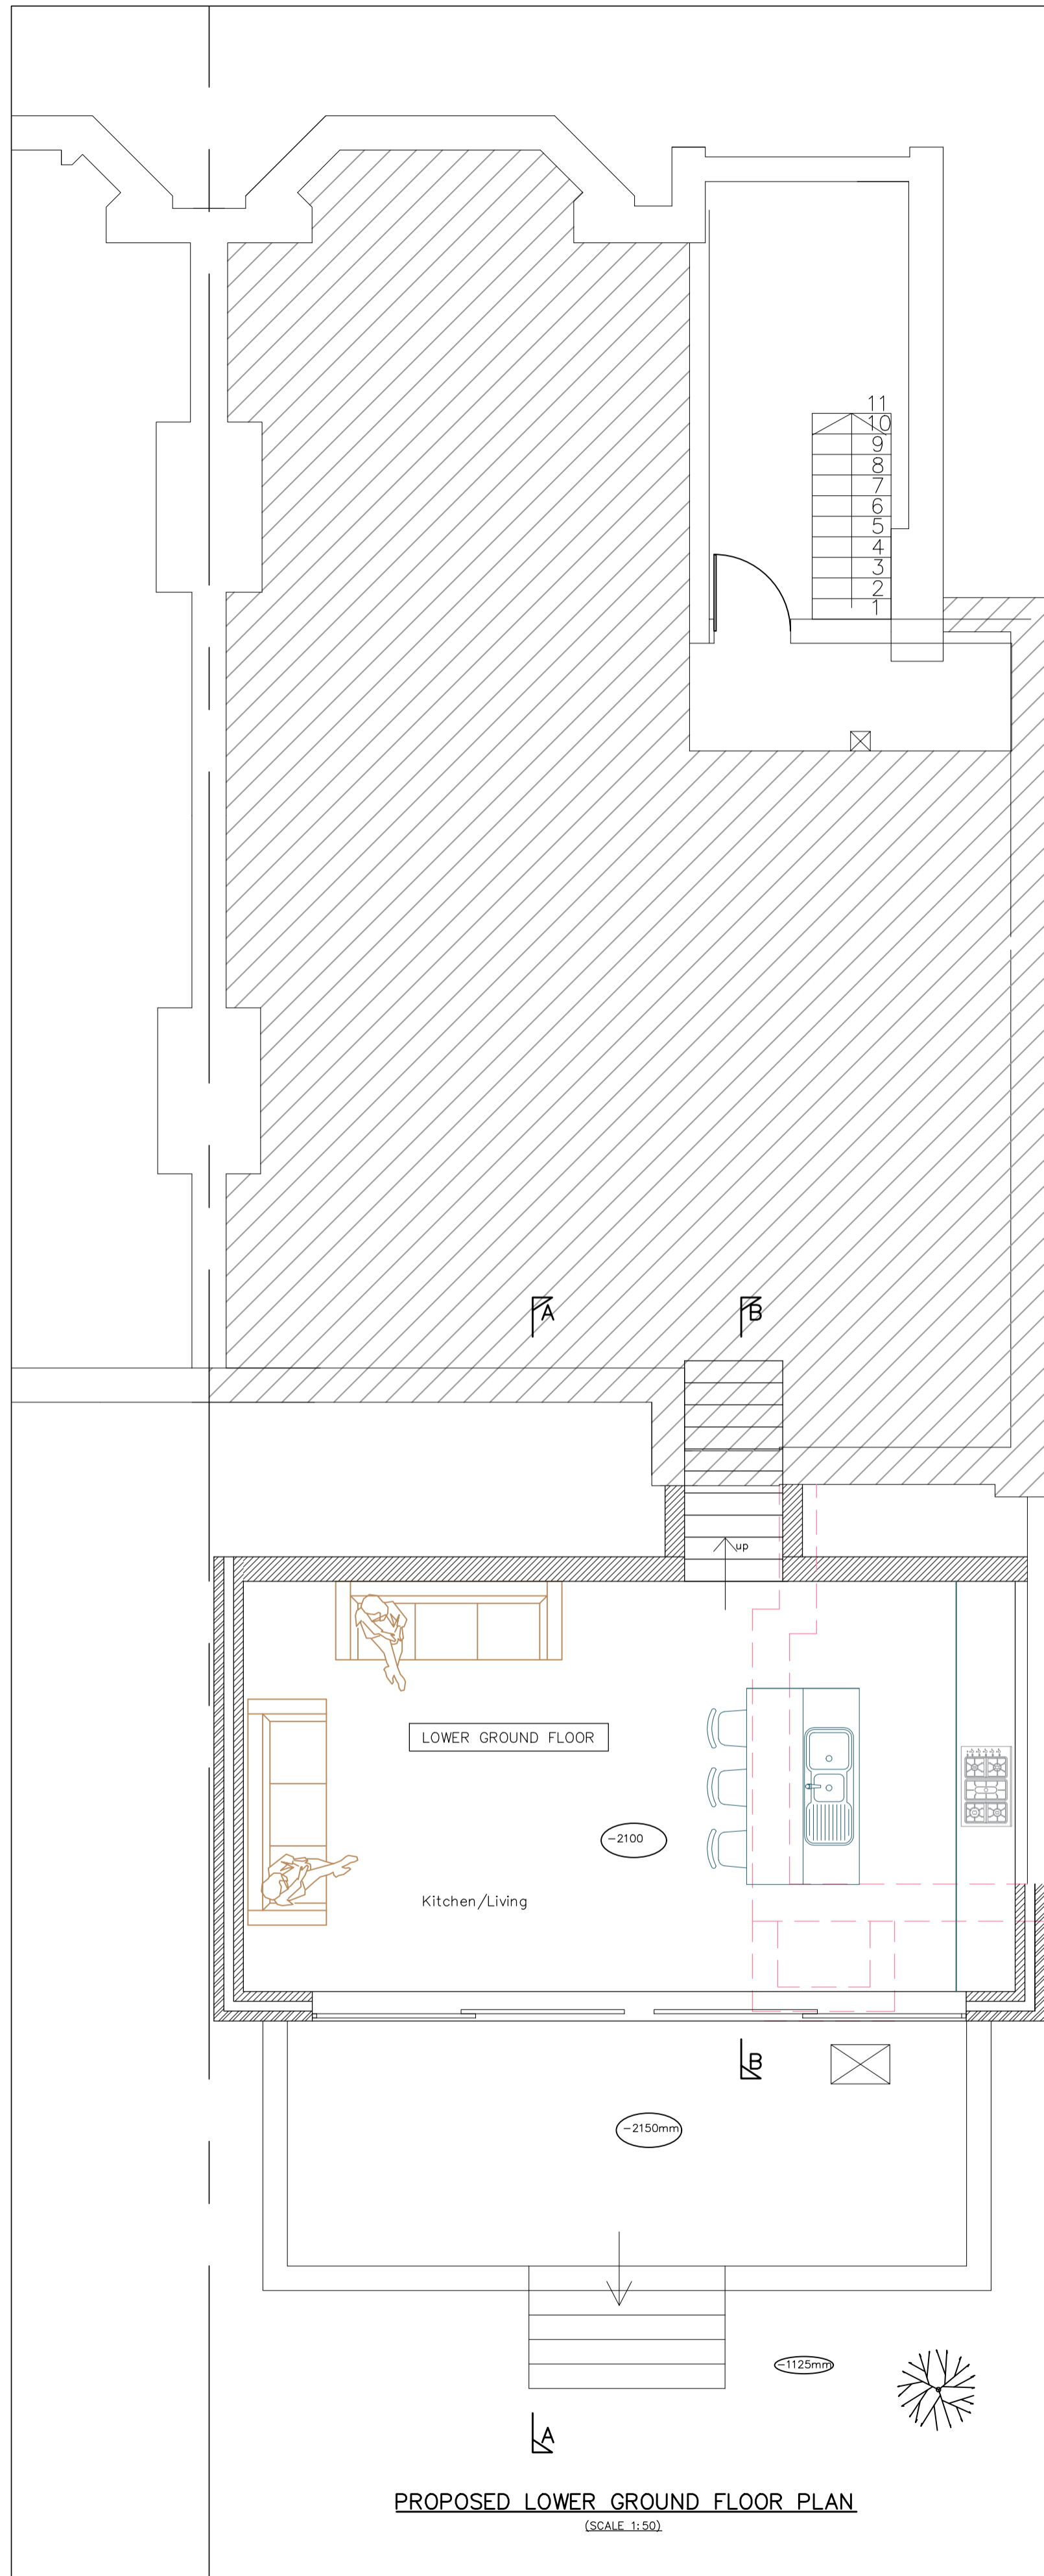 11
10
9
8
7
6
5
4
3
2
1
A
B
up
LOWER GROUND FLOOR
-2100
Kitchen/Living
B
-2150mm
-1125mm
A
PROPOSED LOWER GROUND FLOOR PLAN
(SCALE 1:50)